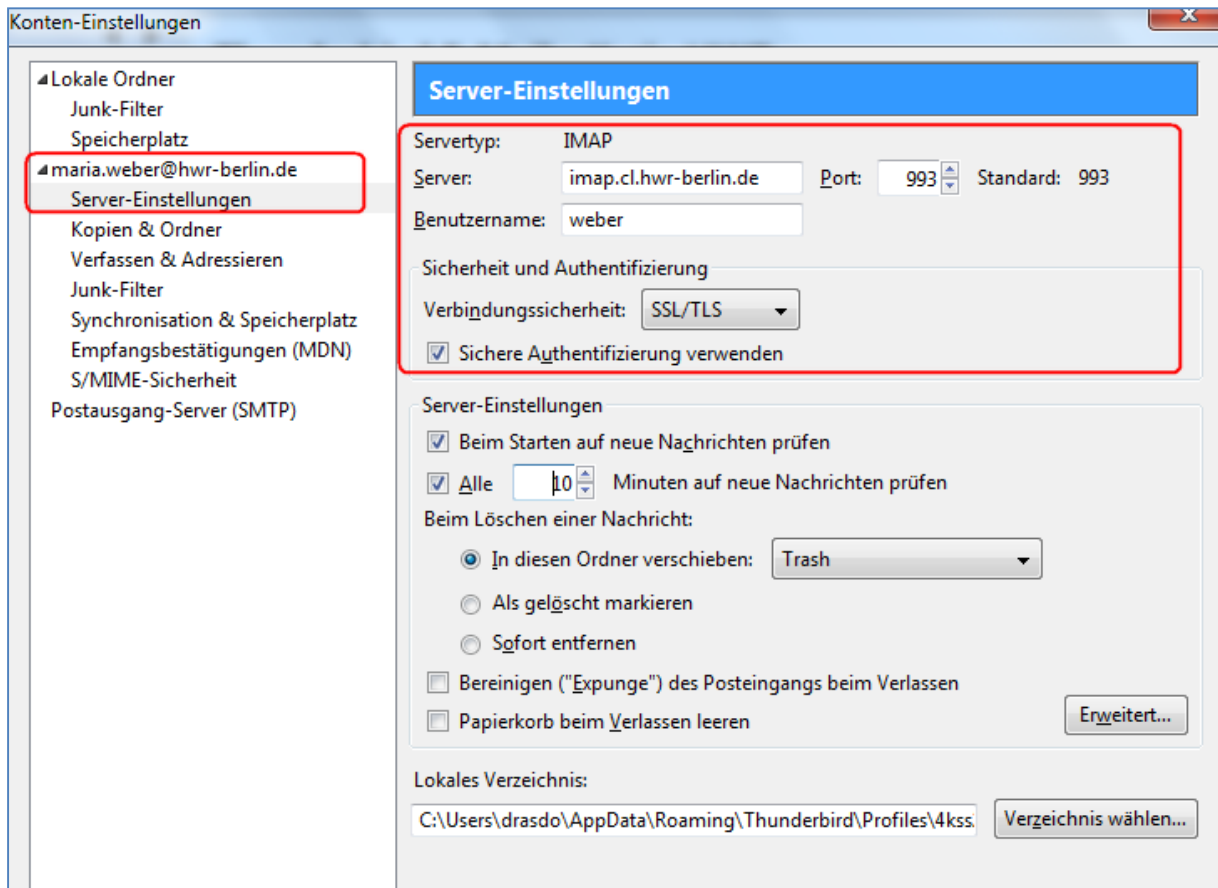 Konten-Einstellungen
Lokale Ordner
Junk-Filter
Speicherplatz
maria.weber@hwr-berlin.de
Server-Einstellungen
Kopien & Ordner
Verfassen & Adressieren
Junk-Filter
Synchronisation & Speicherplatz
Empfangsbestätigungen (MDN)
S/MIME-Sicherheit
Postausgang-Server (SMTP)
Server-Einstellungen
Servertyp: IMAP
Server: imap.cl.hwr-berlin.de Port: 993 Standard: 993
Benutzername: weber
Sicherheit und Authentifizierung
Verbindungssicherheit: SSL/TLS
Sichere Authentifizierung verwenden
Server-Einstellungen
Beim Starten auf neue Nachrichten prüfen
Alle 10 Minuten auf neue Nachrichten prüfen
Beim Löschen einer Nachricht:
In diesen Ordner verschieben: Trash
Als gelöscht markieren
Sofort entfernen
Bereinigen ("Expunge") des Posteingangs beim Verlassen
Papierkorb beim Verlassen leeren
Erweitert...
Lokales Verzeichnis:
C:\Users\drasdo\AppData\Roaming\Thunderbird\Profiles\4kss Verzeichnis wählen...